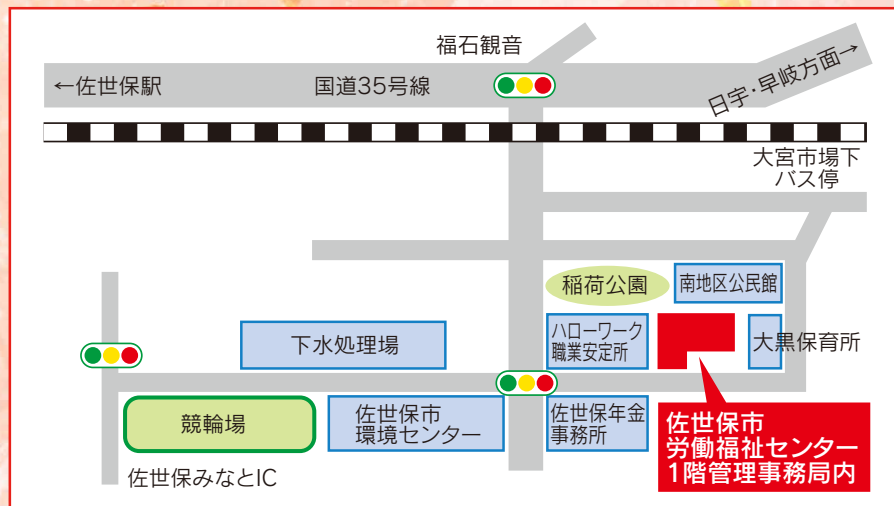 福石観音
←佐世保駅
国道35号線
日宇・早岐方面→
大宮市場下
バス停
稲荷公園
南地区公民館
下水処理場
ハローワーク
職業安定所
大黒保育所
競輪場
佐世保市
環境センター
佐世保年金
事務所
佐世保市
労働福祉センター
1階管理事務局内
佐世保みなとIC